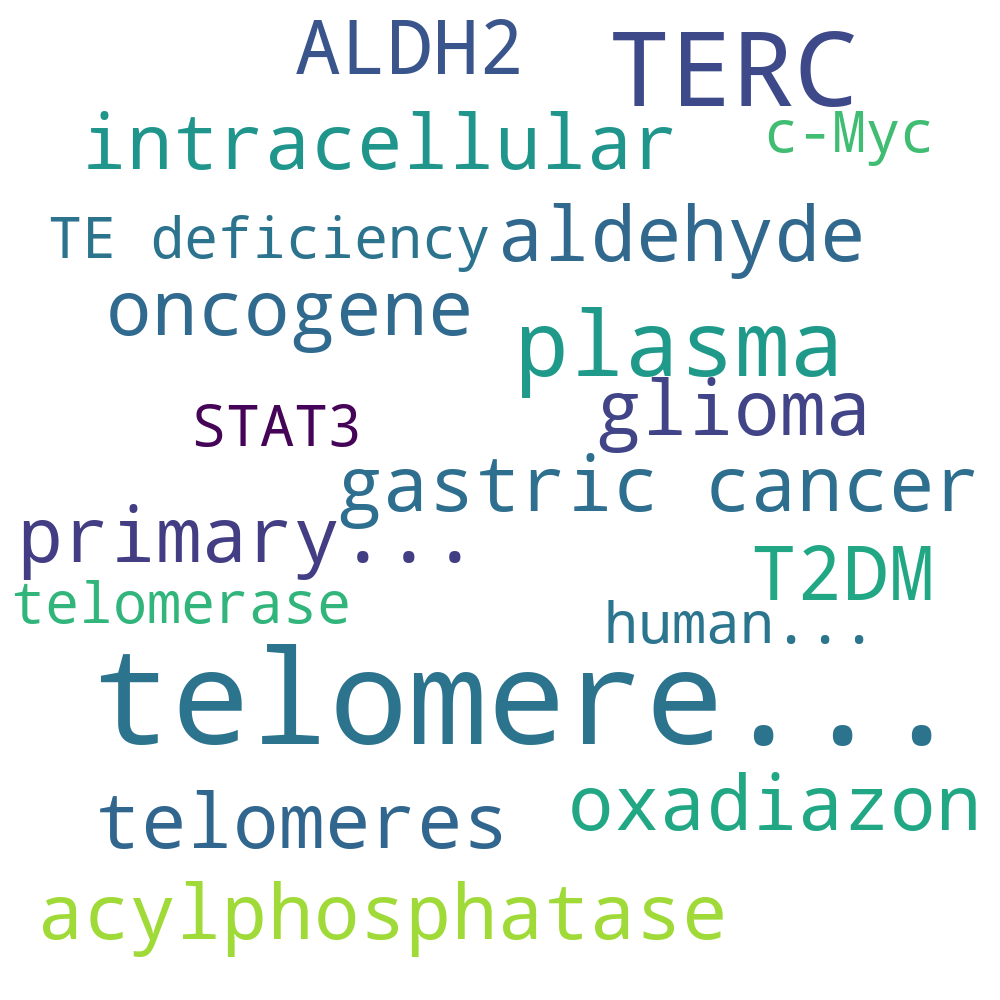 ALDH2
TERC
intracellular
c-Myc
TE deficiency
aldehyde
oncogene
plasma
STAT3
glioma
gastric cancer
primary...
T2DM
telomerase
human...
telomere...
telomeres
oxadiazon
acylphosphatase